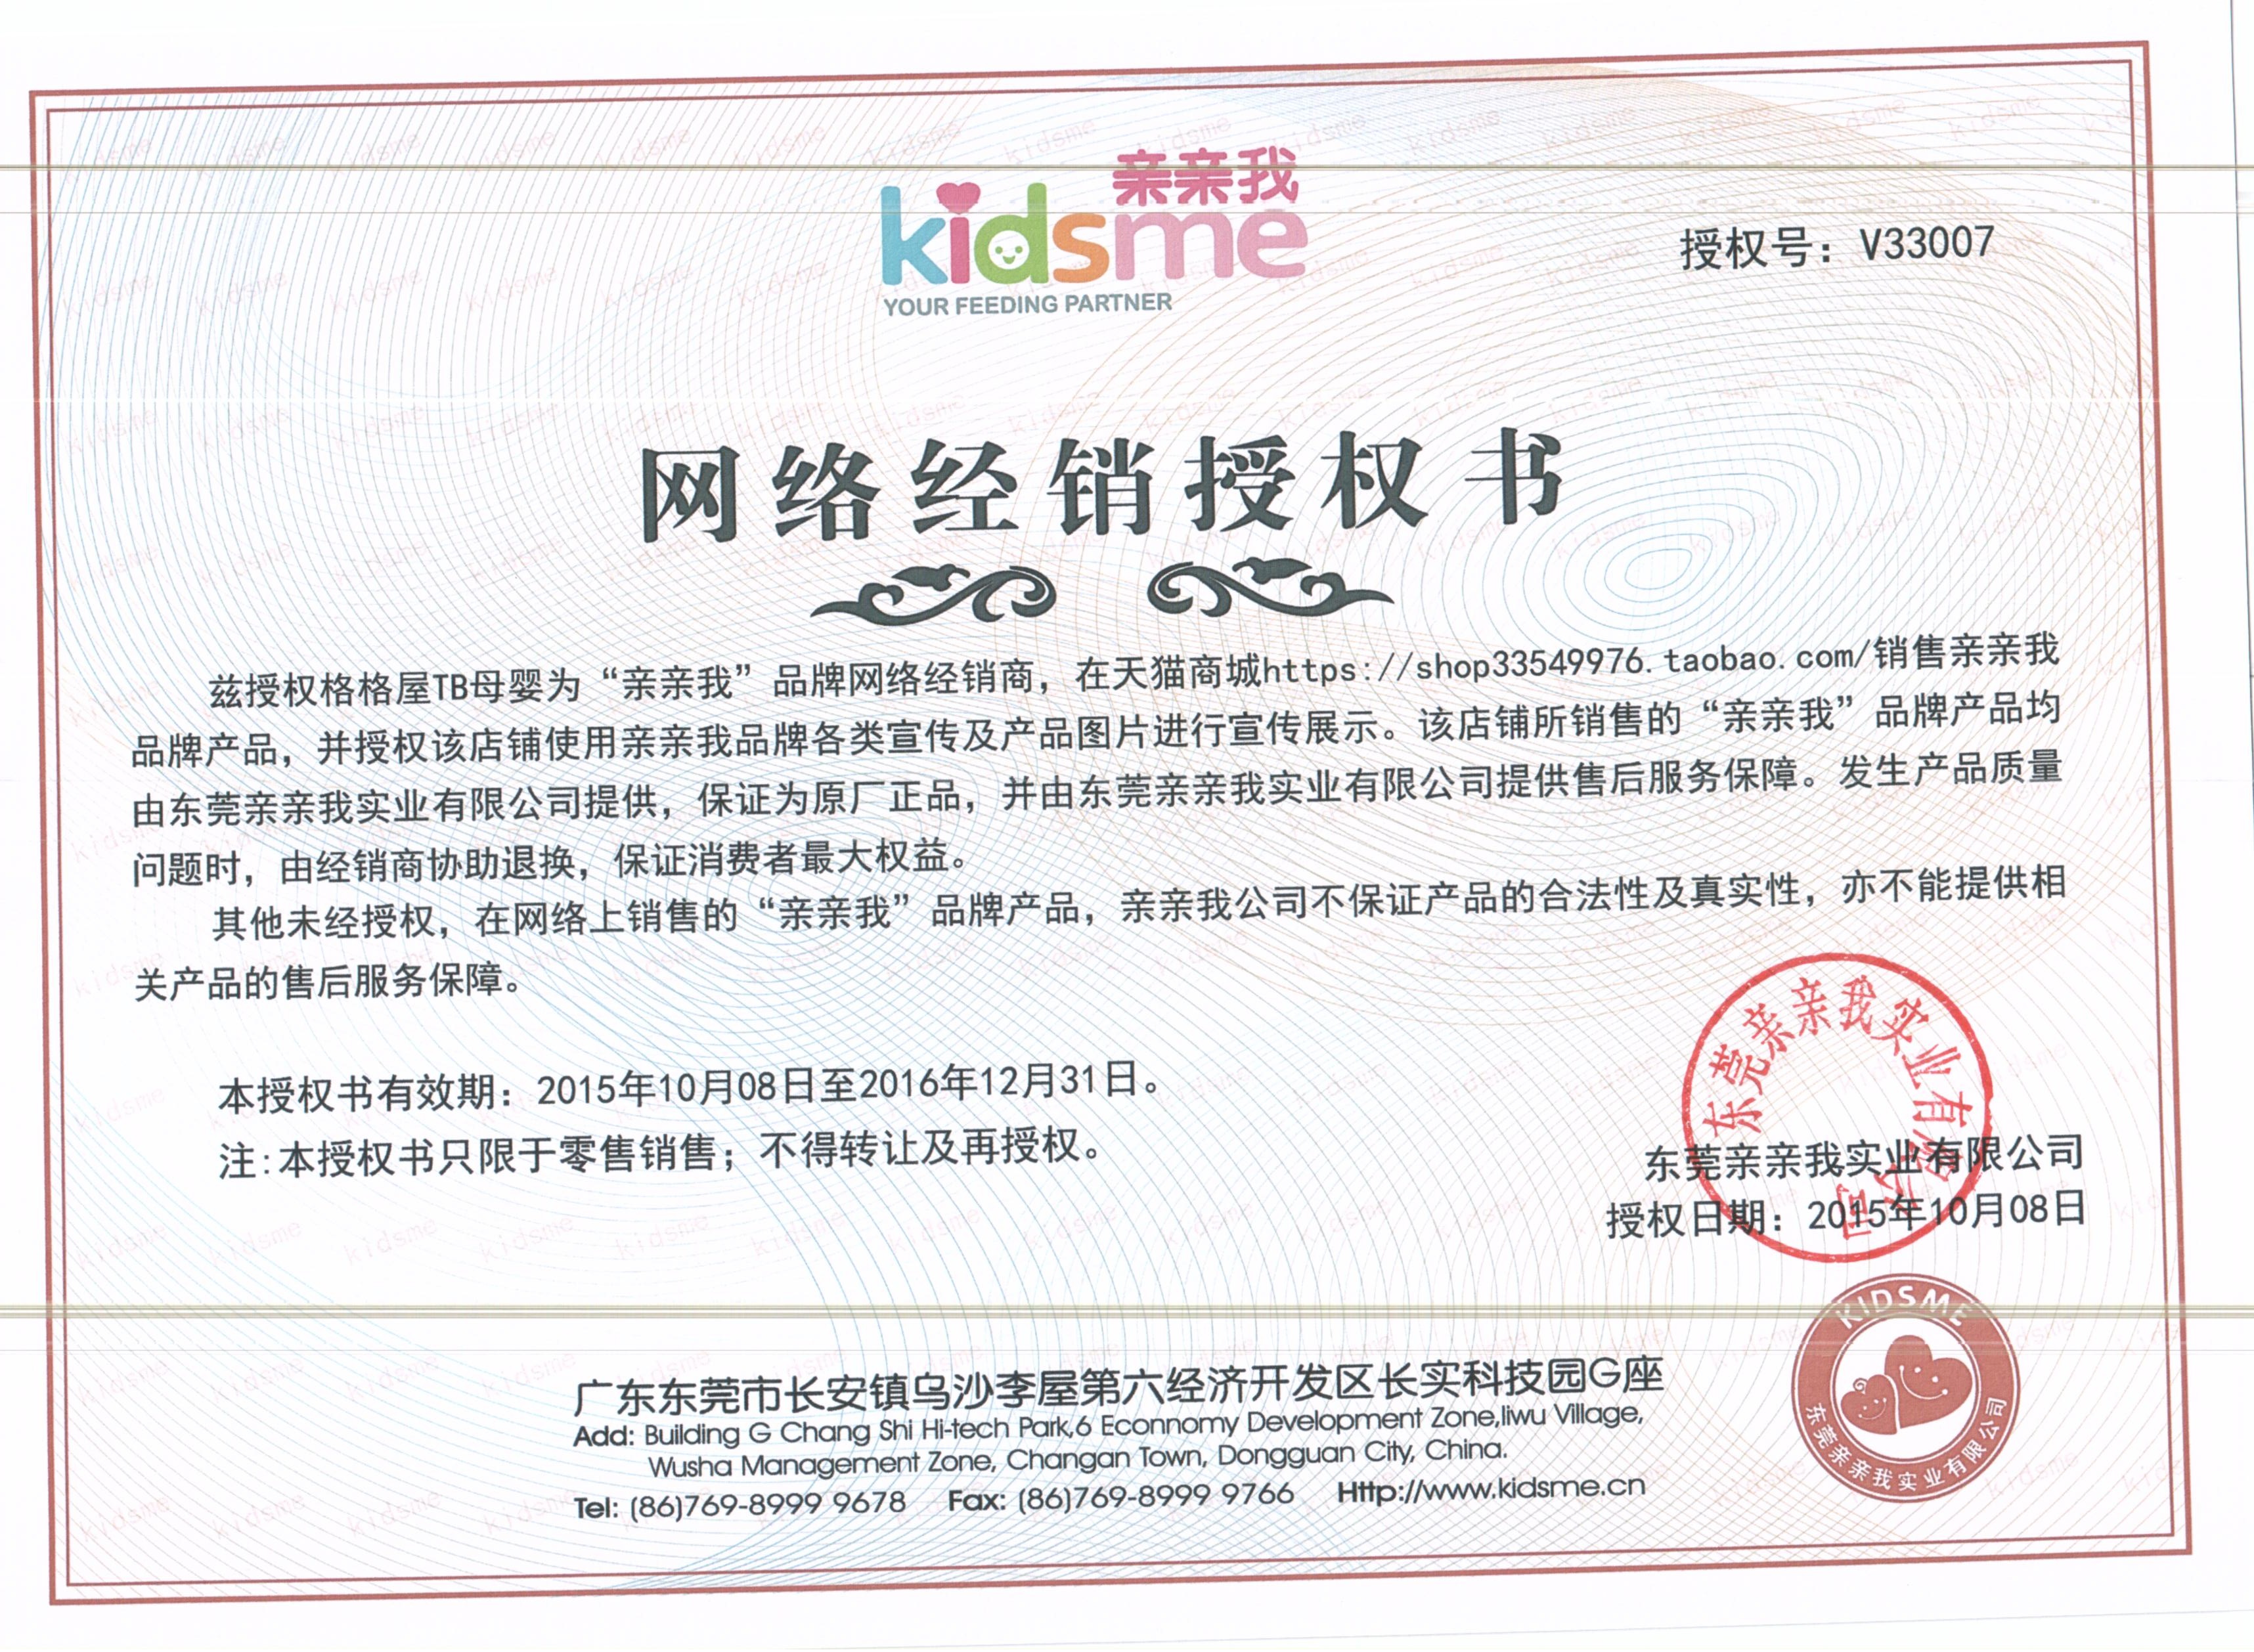 亲亲我
kidsme
YOUR FEEDING PARTNER
授权号：V33007
网络经销授权书
兹授权格格屋TB母婴为“亲亲我”品牌网络经销商，在天猫商城https://shop33549976.taobao.com/销售亲亲我
品牌产品，并授权该店铺使用亲亲我品牌各类宣传及产品图片进行宣传展示。该店铺所销售的“亲亲我”品牌产品均
由东莞亲亲我实业有限公司提供，保证为原厂正品，并由东莞亲亲我实业有限公司提供售后服务保障。发生产品质量
问题时，由经销商协助退换，保证消费者最大权益。
其他未经授权，在网络上销售的“亲亲我”品牌产品，亲亲我公司不保证产品的合法性及真实性，亦不能提供相
关产品的售后服务保障。
本授权书有效期：2015年10月08日至2016年12月31日。
注:本授权书只限于零售销售；不得转让及再授权。
东莞亲亲我实业有限公司
东莞亲亲我实业有限公司
授权日期：2015年10月08日
KIDSME
东莞亲亲我实业有限公司
广东东莞市长安镇乌沙李屋第六经济开发区长实科技园G座
Add: Building G Chang Shi Hi-tech Park,6 Econnomy Development Zone,liwu Village,
Wusha Management Zone, Changan Town, Dongguan City, China.
Tel: (86)769-8999 9678 Fax: (86)769-8999 9766 Http://www.kidsme.cn